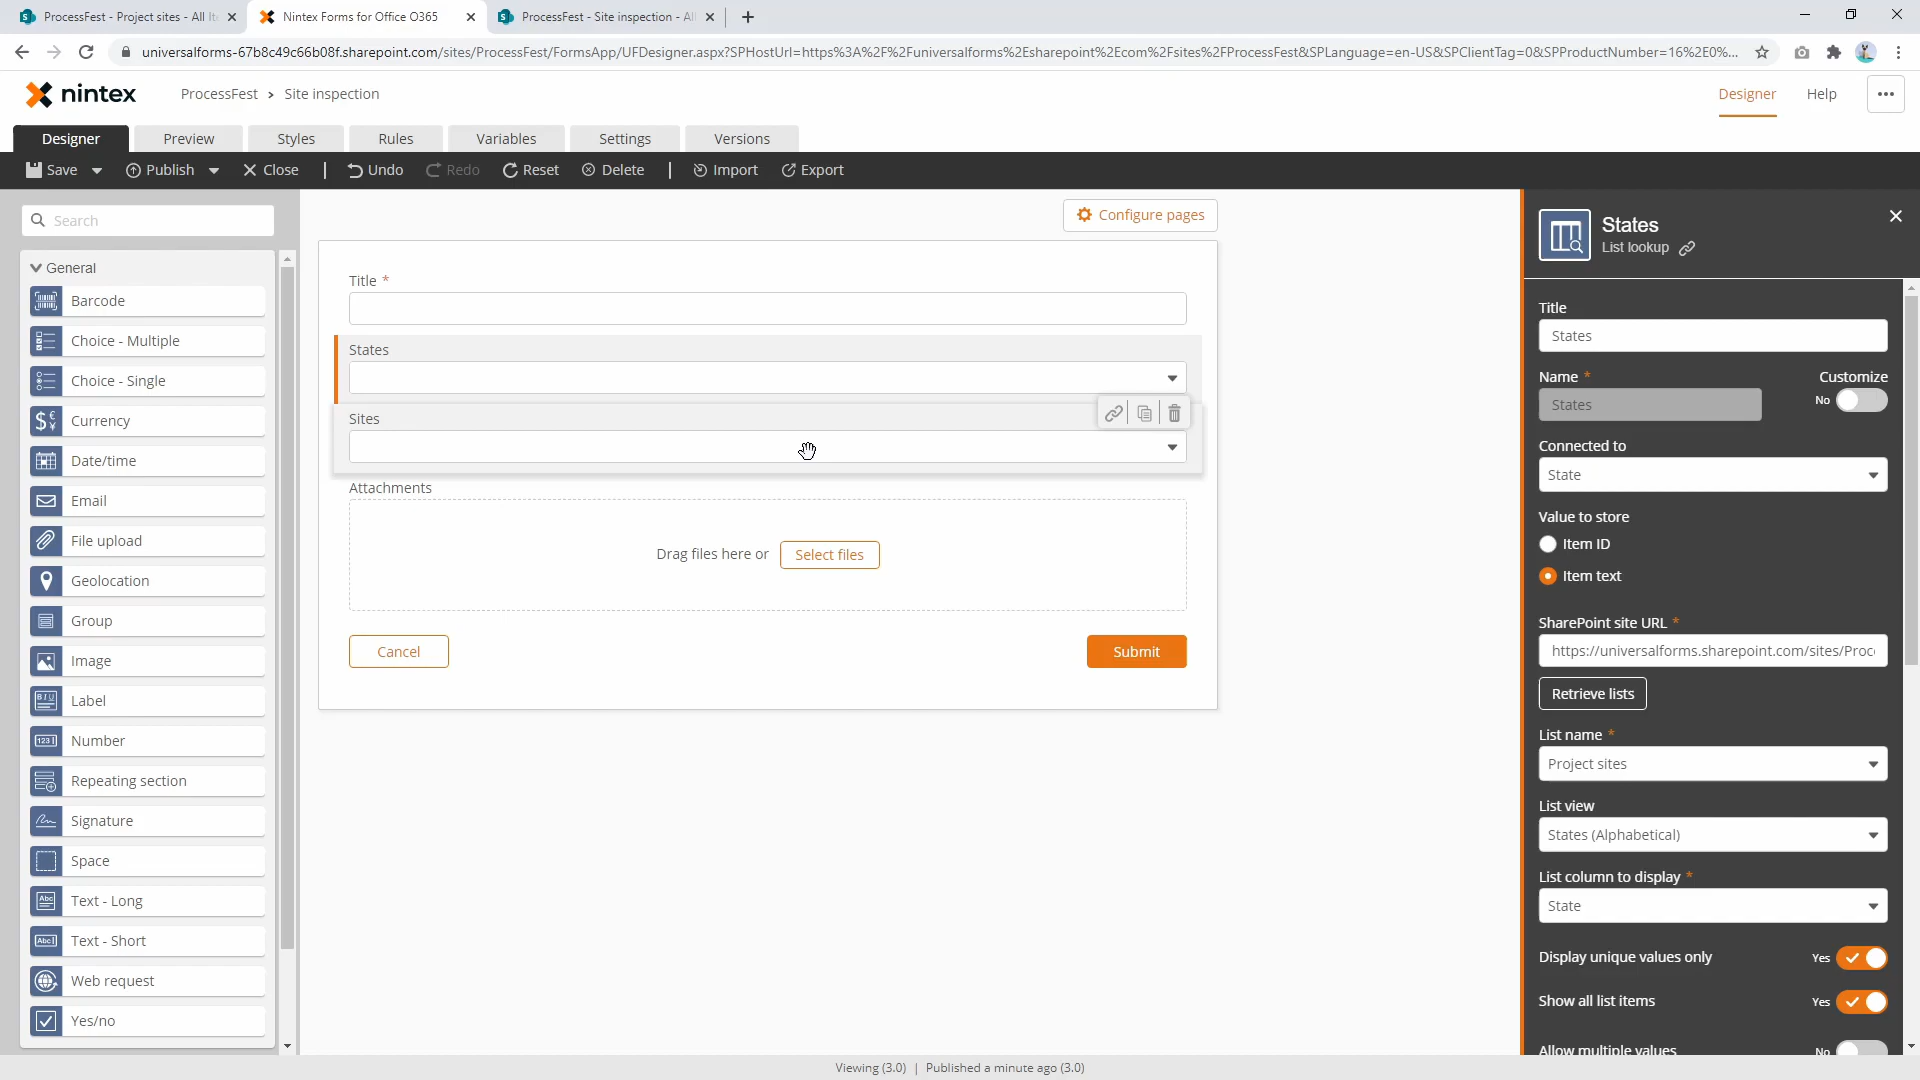 ProcessFest - Project sites - All It
Nintex Forms for Office O365
ProcessFest - Site inspection - All
universalforms-67b8c49c66b08f.sharepoint.com/sites/ProcessFest/FormsApp/UFDesigner.aspx?SPHostUrl=https%3A%2F%2Funiversalforms%2Esharepoint%2Ecom%2Fsites%2FProcessFest&SPLanguage=en-US&SPClientTag=0&SPProductNumber=16%2E0%...
nintex
ProcessFest > Site inspection
Designer
Help
Designer
Preview
Styles
Rules
Variables
Settings
Versions
Save
Publish
Close
Undo
Redo
Reset
Delete
Import
Export
Search
General
Barcode
Choice - Multiple
Choice - Single
Currency
Date/time
Email
File upload
Geolocation
Group
Image
Label
Number
Repeating section
Signature
Space
Text - Long
Text - Short
Web request
Yes/no
Configure pages
Title *
States
Sites
Attachments
Drag files here or
Select files
Cancel
Submit
States
List lookup
Title
States
Name *
Customize
States
No
Connected to
State
Value to store
Item ID
Item text
SharePoint site URL *
https://universalforms.sharepoint.com/sites/Proc
Retrieve lists
List name *
Project sites
List view
States (Alphabetical)
List column to display *
State
Display unique values only
Yes
Show all list items
Yes
Allow multiple values
No
Viewing (3.0) | Published a minute ago (3.0)